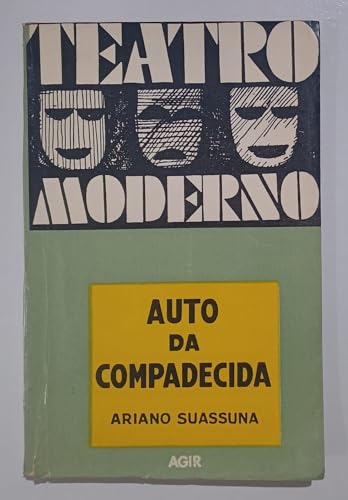 TEATRO
MODERNO
AUTO
DA
COMPADECIDA
ARIANO SUASSUNA
AGIR